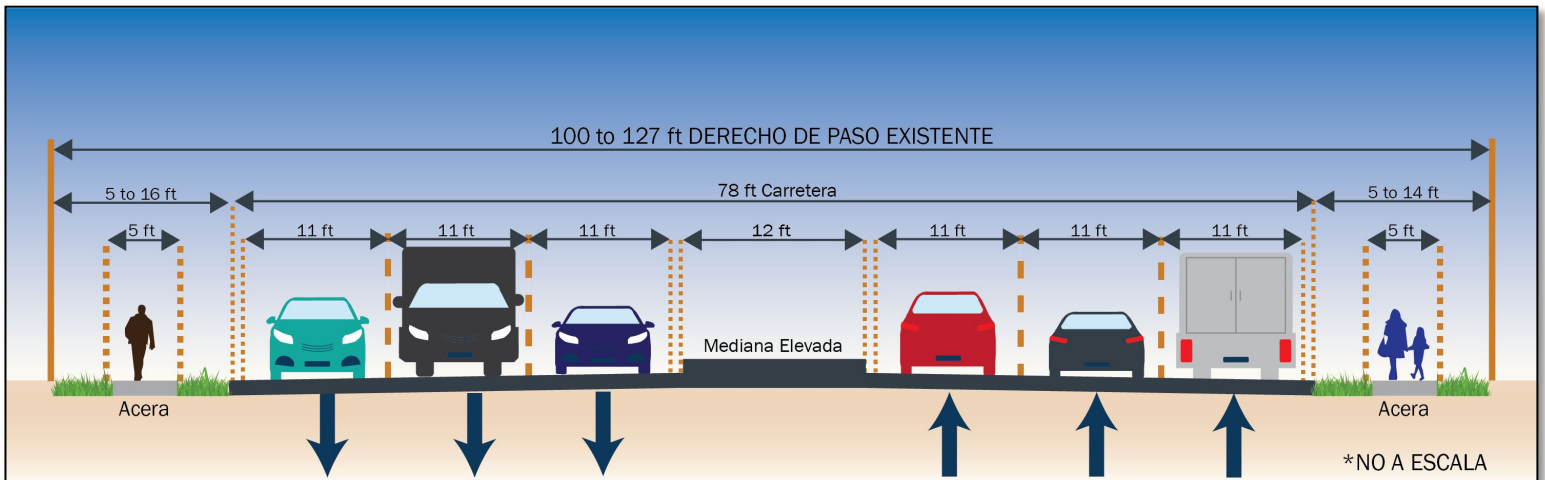 100 to 127 ft DERECHO DE PASO EXISTENTE
5 to 16 ft
78 ft Carretera
5 to 14 ft
5 ft
11 ft
11 ft
11 ft
12 ft
11 ft
11 ft
11 ft
5 ft
Mediana Elevada
Acera
Acera
*NO A ESCALA